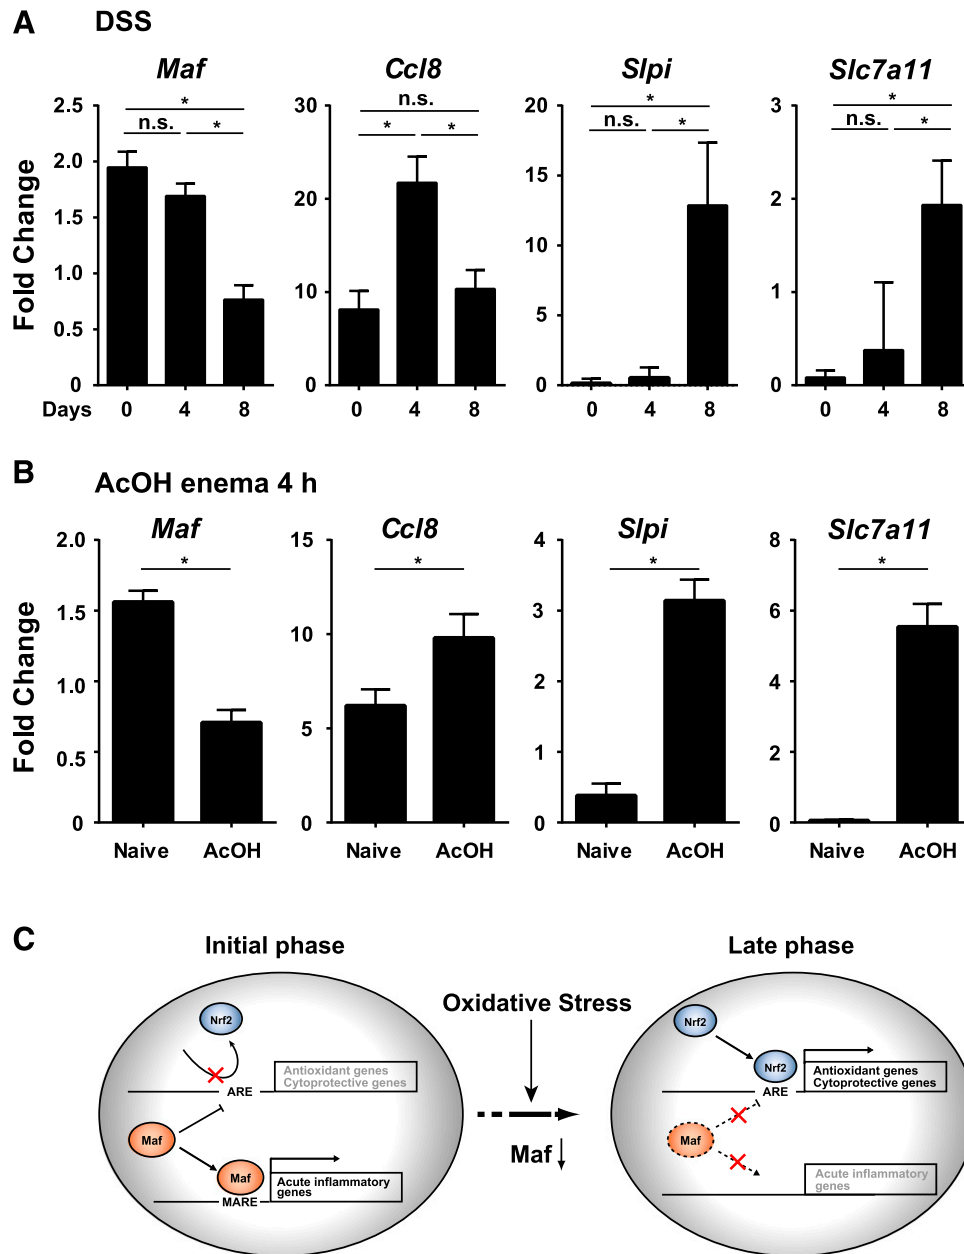 A DSS
Maf
Ccl8
Slpi
Slc7a11
Fold Change
2.5
2.0
1.5
1.0
0.5
0
*
n.s. *
30
20
10
0
n.s.
* *
20
15
10
5
0
*
n.s. *
3
2
1
0
*
n.s. *
Days 0 4 8
0 4 8
0 4 8
0 4 8
B AcOH enema 4 h
Maf
Ccl8
Slpi
Slc7a11
Fold Change
2.0
1.5
1.0
0.5
0
*
15
10
5
0
*
4
3
2
1
0
*
8
6
4
2
0
*
Naive AcOH
Naive AcOH
Naive AcOH
Naive AcOH
C
Initial phase
Nrf2
Antioxidant genes
Cytoprotective genes
ARE
Maf
Maf
Acute inflammatory
genes
MARE
Oxidative Stress
Maf
Late phase
Nrf2
Nrf2
Antioxidant genes
Cytoprotective genes
ARE
Maf
Acute inflammatory
genes